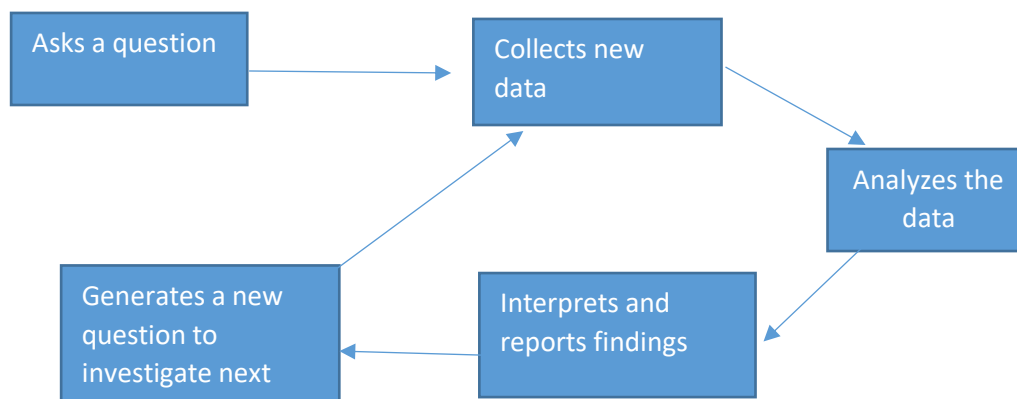 Asks a question
Collects new
data
Analyzes the
data
Interprets and
reports findings
Generates a new
question to
investigate next